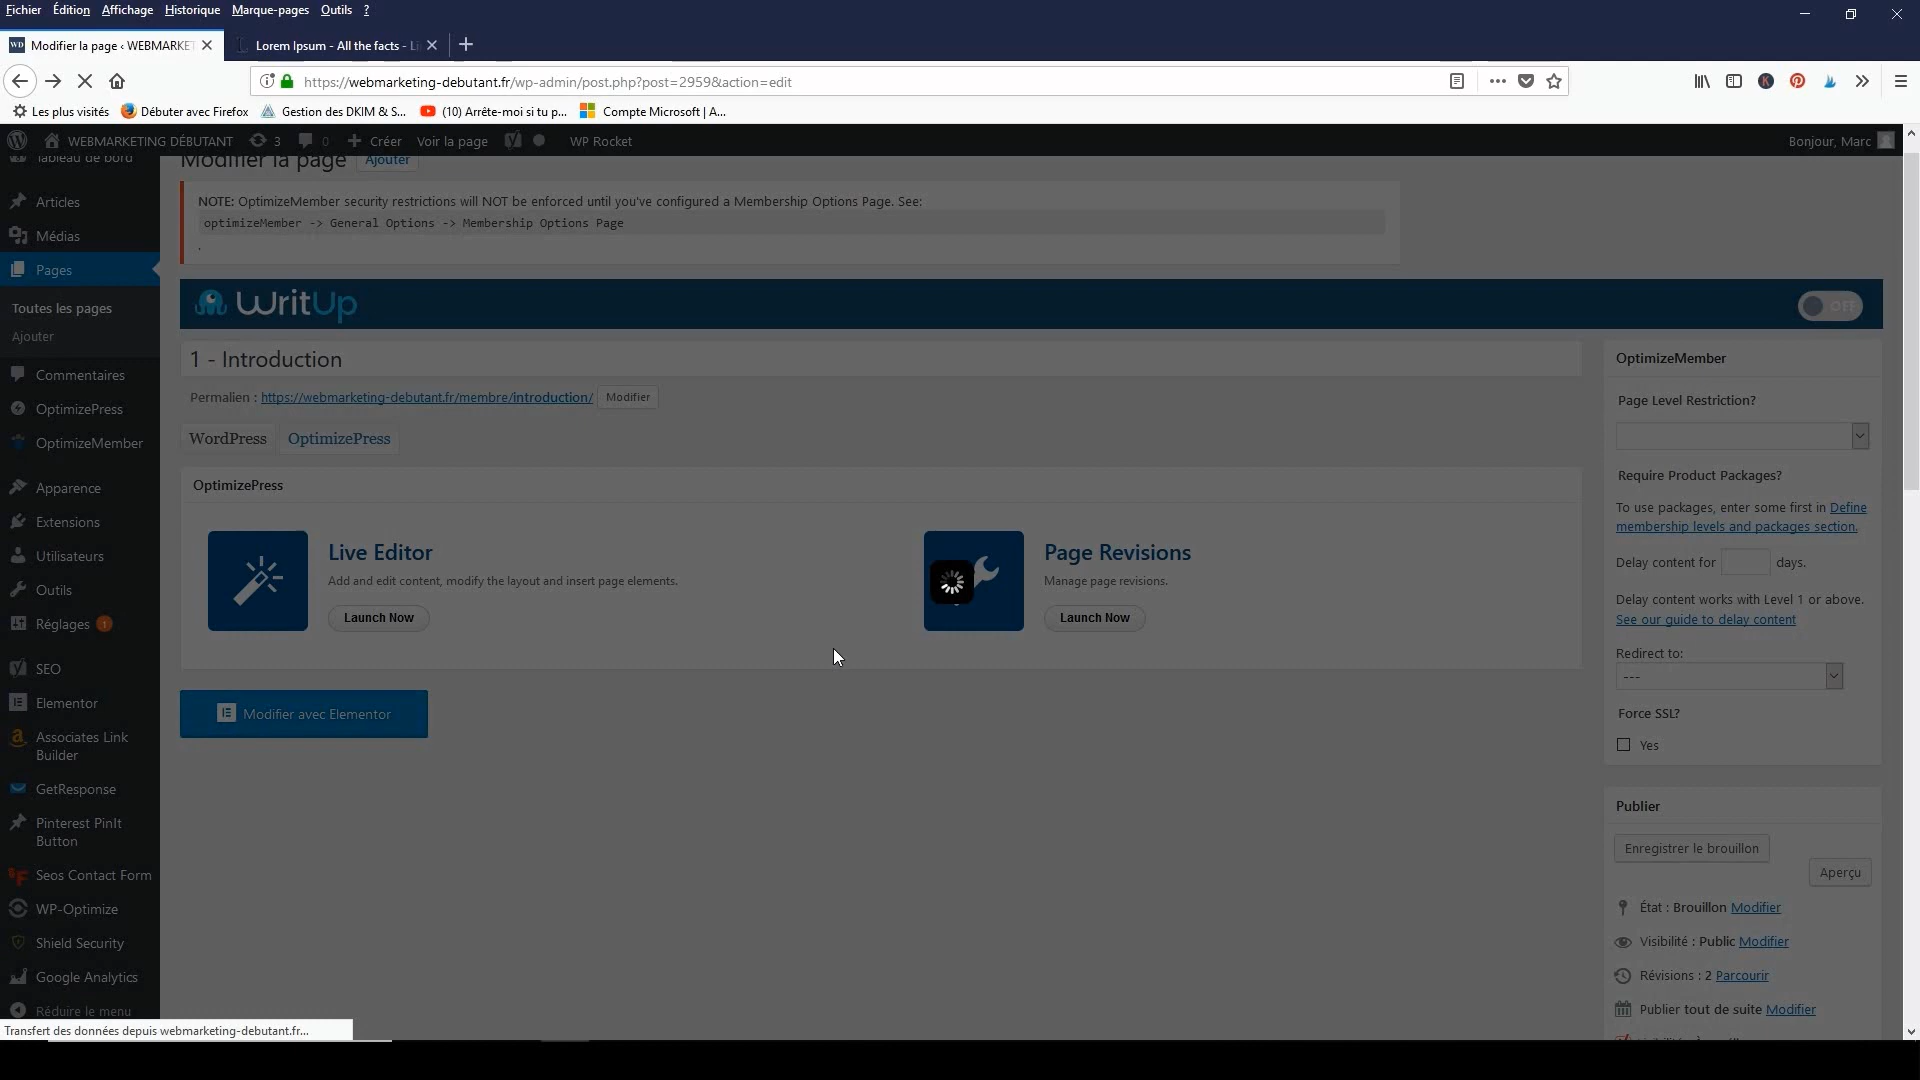 Fichier Édition Affichage Historique Marque-pages Outils ?
WD Modifier la page ‹ WEBMARKET
Lorem Ipsum - All the facts - Li
https://webmarketing-debutant.fr/wp-admin/post.php?post=2959&action=edit
Les plus visités Débuter avec Firefox Gestion des DKIM & S... (10) Arrête-moi si tu p... Compte Microsoft | A...
WEBMARKETING DÉBUTANT 3 0 Créer Voir la page WP Rocket Bonjour, Marc
Tableau de bord
Articles
Médias
Pages
Toutes les pages
Ajouter
Commentaires
OptimizePress
OptimizeMember
Apparence
Extensions
Utilisateurs
Outils
Réglages 1
SEO
Elementor
Associates Link
Builder
GetResponse
Pinterest PinIt
Button
Seos Contact Form
WP-Optimize
Shield Security
Google Analytics
Réduire le menu
Transfert des données depuis webmarketing-debutant.fr...
Modifier la page Ajouter
NOTE: OptimizeMember security restrictions will NOT be enforced until you've configured a Membership Options Page. See:
optimizeMember -> General Options -> Membership Options Page
.
WritUp OFF
1 - Introduction
Permalien : https://webmarketing-debutant.fr/membre/introduction/ Modifier
WordPress OptimizePress
OptimizePress
Live Editor
Add and edit content, modify the layout and insert page elements.
Launch Now
Page Revisions
Manage page revisions.
Launch Now
Modifier avec Elementor
OptimizeMember
Page Level Restriction?
Require Product Packages?
To use packages, enter some first in Define
membership levels and packages section.
Delay content for days.
Delay content works with Level 1 or above.
See our guide to delay content
Redirect to:
---
Force SSL?
Yes
Publier
Enregistrer le brouillon
Aperçu
État : Brouillon Modifier
Visibilité : Public Modifier
Révisions : 2 Parcourir
Publier tout de suite Modifier